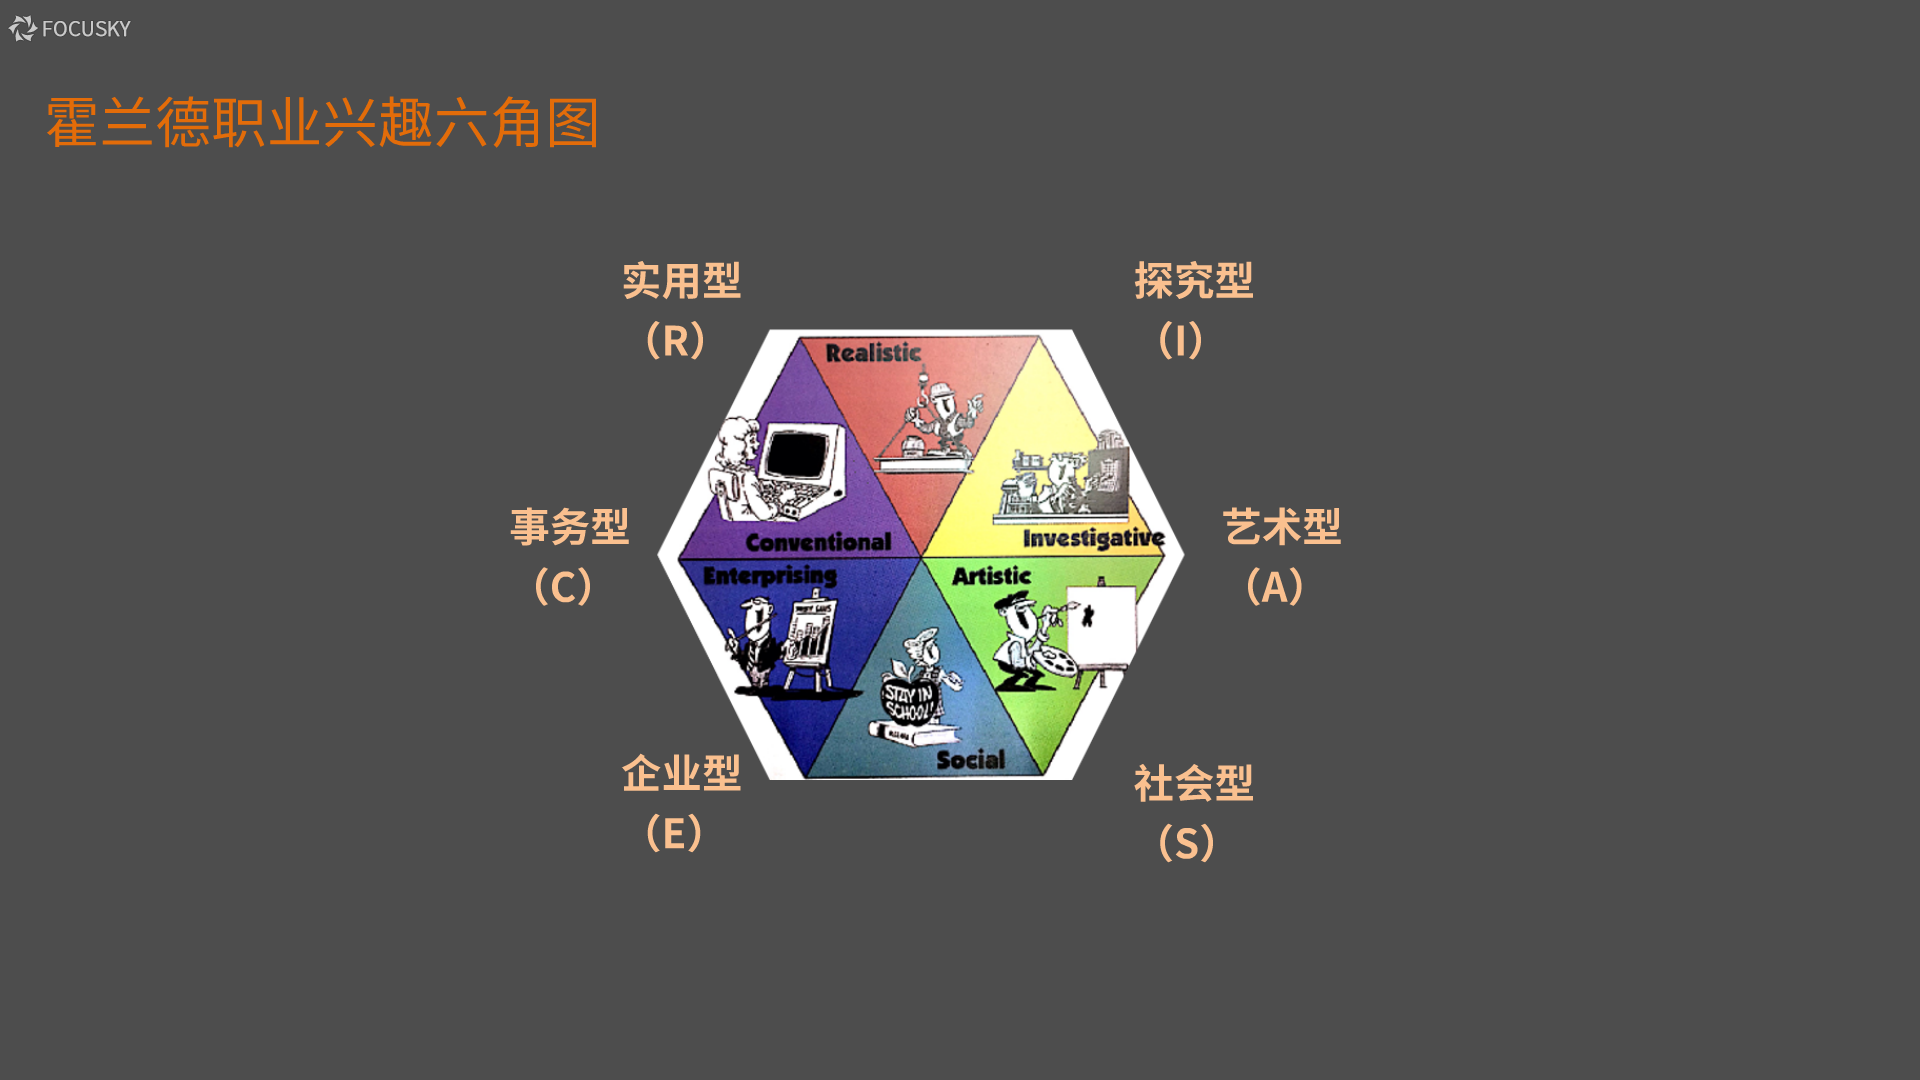 FOCUSKY
霍兰德职业兴趣六角图
实用型
（R）
探究型
（I）
Realistic
事务型
（C）
Conventional
Investigative
艺术型
（A）
Enterprising
Artistic
STAY IN
SCHOOL!
Social
企业型
（E）
社会型
（S）